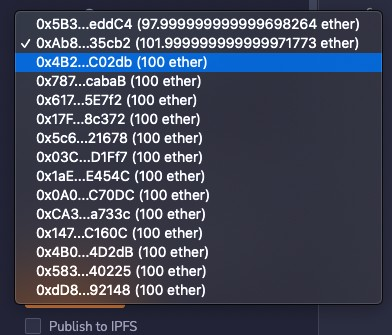 0x5B3...eddC4 (97.999999999999698264 ether)
✓ 0xAb8...35cb2 (101.999999999999971773 ether)
0x4B2...C02db (100 ether)
0x787...cabaB (100 ether)
0x617...5E7f2 (100 ether)
0x17F...8c372 (100 ether)
0x5c6...21678 (100 ether)
0x03C...D1Ff7 (100 ether)
0x1aE...E454C (100 ether)
0x0A0...C70DC (100 ether)
0xCA3...a733c (100 ether)
0x147...C160C (100 ether)
0x4B0...4D2dB (100 ether)
0x583...40225 (100 ether)
0xdD8...92148 (100 ether)
Publish to IPFS